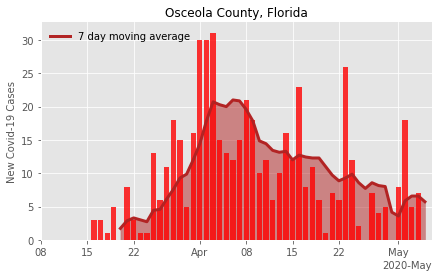 Osceola County, Florida
7 day moving average
New Covid-19 Cases
30
25
20
15
10
5
0
08 15 22 Apr 08 15 22 May
2020-May